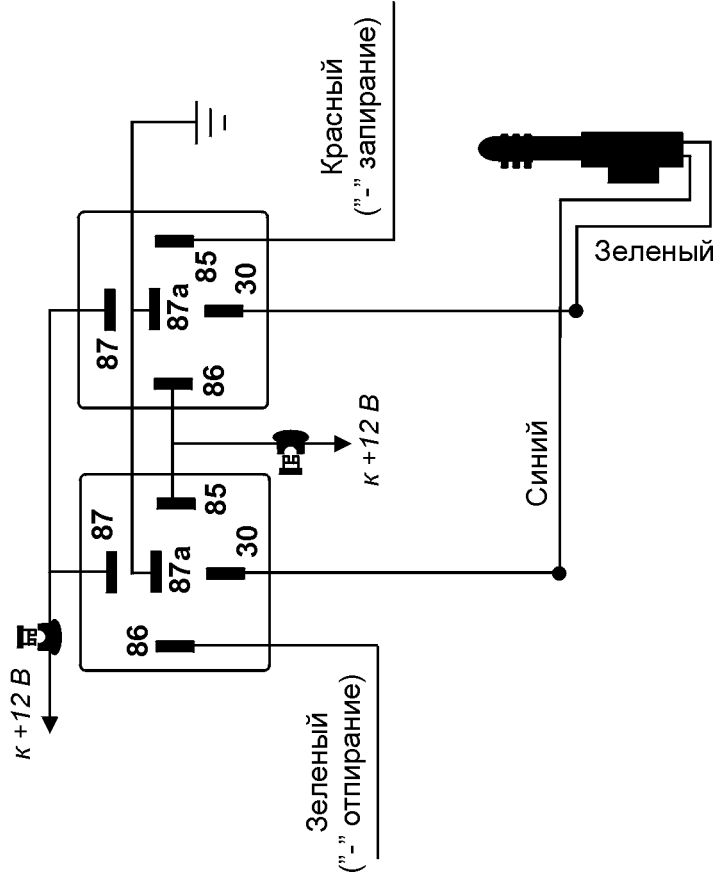 Красный
("-" запирание)
85
30
87а
87
86
Зеленый
к +12 В
Синий
85
87
30
87а
86
к +12 В
Зеленый
("-" отпирание)